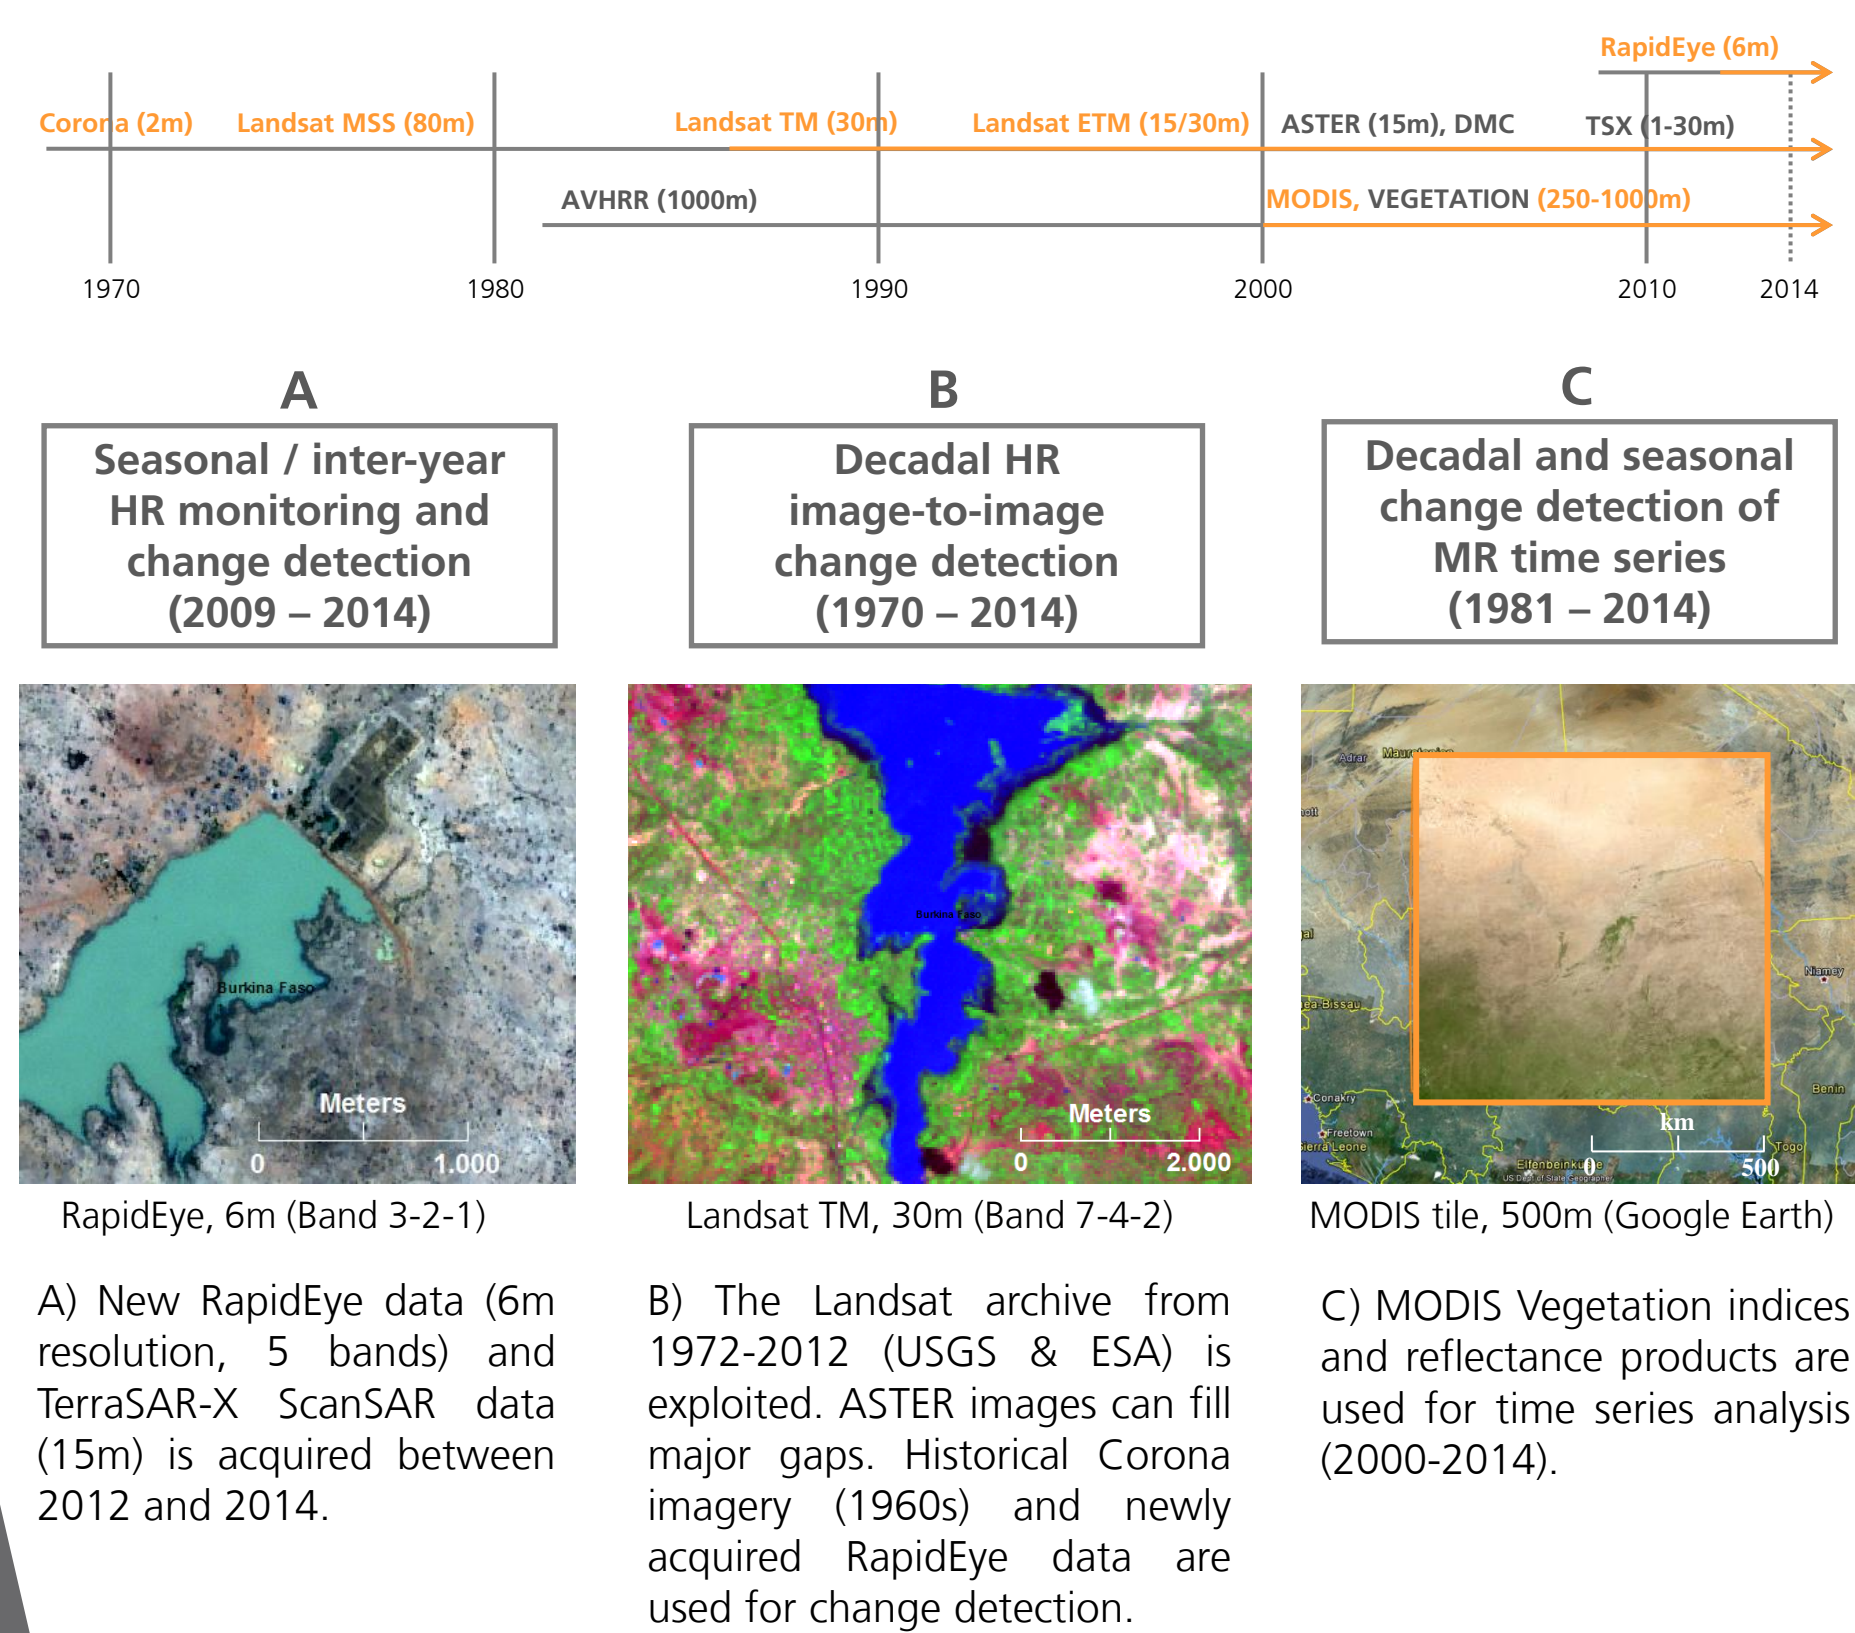 RapidEye (6m)
Corona (2m) Landsat MSS (80m) Landsat TM (30m) Landsat ETM (15/30m) ASTER (15m), DMC TSX (1-30m)
AVHRR (1000m) MODIS, VEGETATION (250-1000m)
1970 1980 1990 2000 2010 2014
A
Seasonal / inter-year
HR monitoring and
change detection
(2009 – 2014)
B
Decadal HR
image-to-image
change detection
(1970 – 2014)
C
Decadal and seasonal
change detection of
MR time series
(1981 – 2014)
Burkina Faso
Meters
0 1.000
Burkina Faso
Meters
0 2.000
Adrar
Niamey
ea-Bissau
Benin
Conakry
km
Freetown
Sierra Leone
Togo
0 500
US Dept of State Geographer
RapidEye, 6m (Band 3-2-1)
Landsat TM, 30m (Band 7-4-2)
MODIS tile, 500m (Google Earth)
A) New RapidEye data (6m
resolution, 5 bands) and
TerraSAR-X ScanSAR data
(15m) is acquired between
2012 and 2014.
B) The Landsat archive from
1972-2012 (USGS & ESA) is
exploited. ASTER images can fill
major gaps. Historical Corona
imagery (1960s) and newly
acquired RapidEye data are
used for change detection.
C) MODIS Vegetation indices
and reflectance products are
used for time series analysis
(2000-2014).